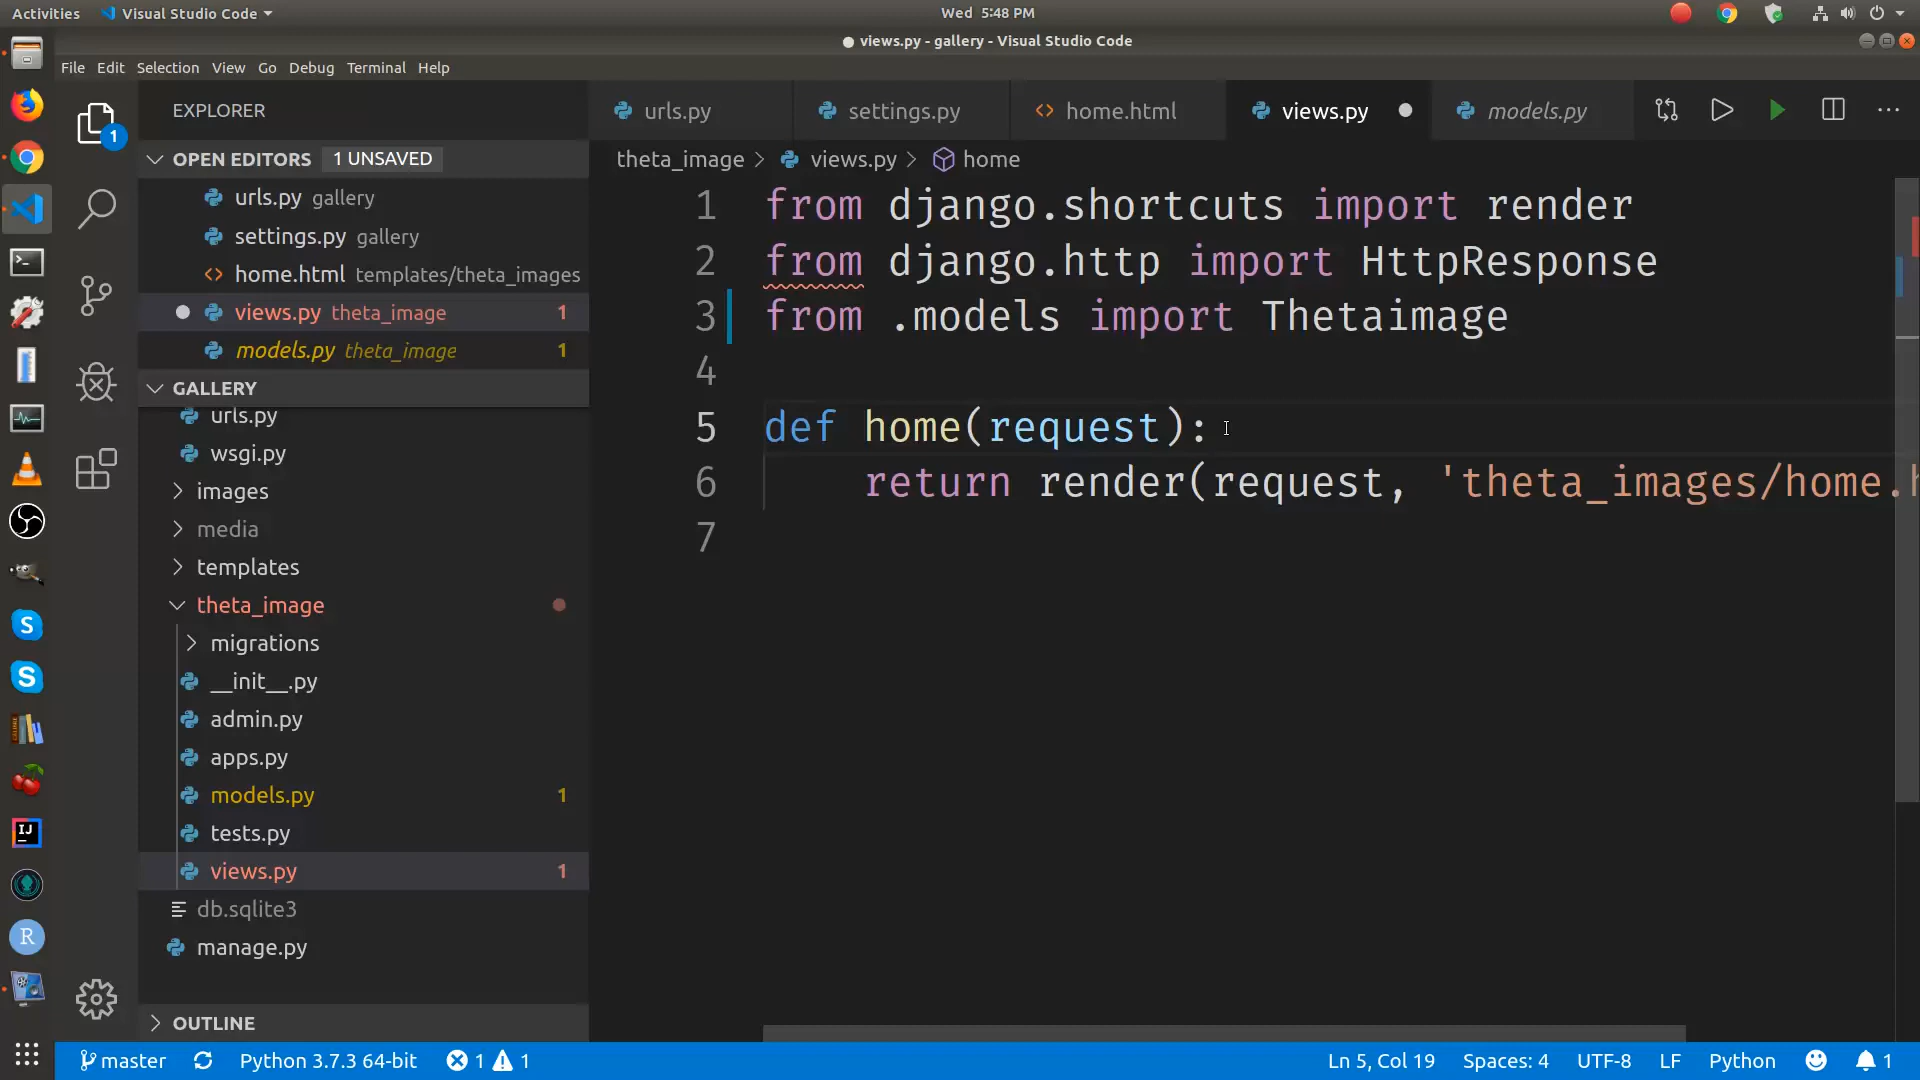 Activities
Visual Studio Code
Wed 5:48 PM
views.py - gallery - Visual Studio Code
File Edit Selection View Go Debug Terminal Help
EXPLORER
1
OPEN EDITORS 1 UNSAVED
urls.py gallery
settings.py gallery
home.html templates/theta_images
views.py theta_image 1
models.py theta_image 1
GALLERY
urls.py
wsgi.py
images
media
templates
theta_image
migrations
__init__.py
admin.py
apps.py
models.py 1
tests.py
views.py 1
db.sqlite3
manage.py
OUTLINE
urls.py
settings.py
home.html
views.py
models.py
theta_image > views.py > home
1 from django.shortcuts import render
2 from django.http import HttpResponse
3 from .models import Thetaimage
4
5 def home(request):
6 return render(request, 'theta_images/home.h
7
master
Python 3.7.3 64-bit
1 1
Ln 5, Col 19
Spaces: 4
UTF-8
LF
Python
1